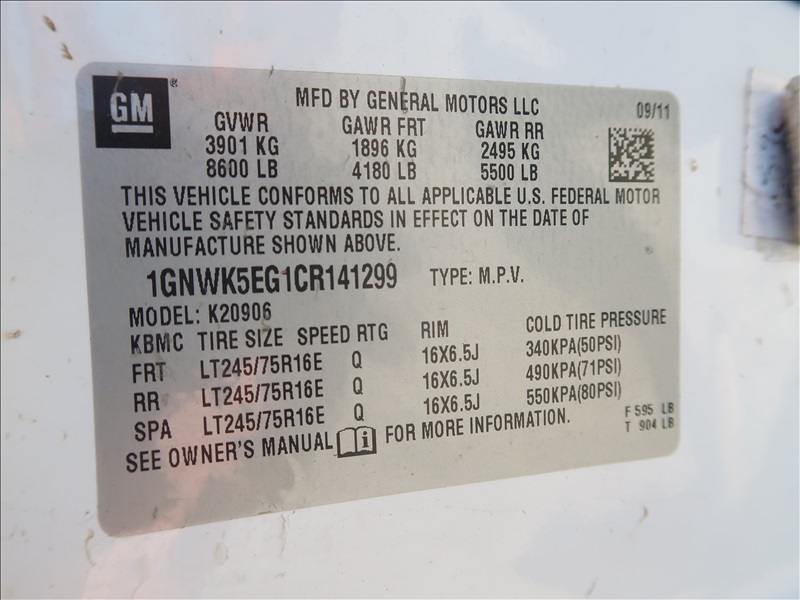 GM
®
MFD BY GENERAL MOTORS LLC 09/11
GVWR GAWR FRT GAWR RR
3901 KG 1896 KG 2495 KG
8600 LB 4180 LB 5500 LB
THIS VEHICLE CONFORMS TO ALL APPLICABLE U.S. FEDERAL MOTOR
VEHICLE SAFETY STANDARDS IN EFFECT ON THE DATE OF
MANUFACTURE SHOWN ABOVE.
1GNWK5EG1CR141299 TYPE: M.P.V.
MODEL: K20906
KBMC TIRE SIZE SPEED RTG RIM COLD TIRE PRESSURE
FRT LT245/75R16E Q 16X6.5J 340KPA(50PSI)
RR LT245/75R16E Q 16X6.5J 490KPA(71PSI)
SPA LT245/75R16E Q 16X6.5J 550KPA(80PSI)
SEE OWNER'S MANUAL i FOR MORE INFORMATION.
F 595 LB
T 904 LB